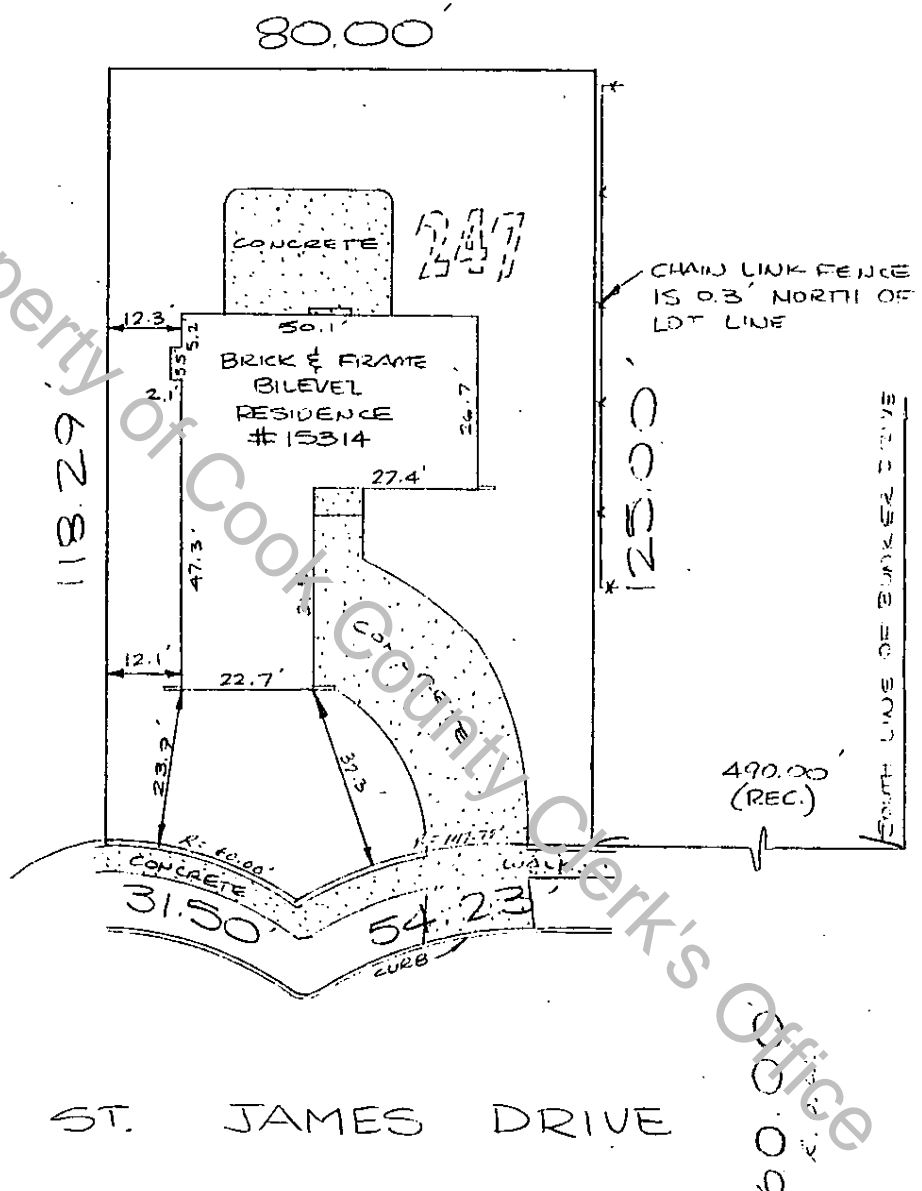 80.00'
247
CONCRETE
CHAIN LINK FENCE
IS 0.3' NORTH OF
LOT LINE
12.3'
50.1'
5.2
5.5
2.1'
BRICK & FRAME
BILEVEL
RESIDENCE
# 15314
26.7'
118.29'
125.00'
27.4'
47.3'
CONCRETE
SOUTH LINE OF BUNKER DRIVE
12.1'
22.7'
23.9'
37.3
490.00'
(REC.)
R = 60.00'
CONCRETE
WALK
31.50'
54.23'
CURB
ST. JAMES DRIVE
Property of Cook County Clerk's Office